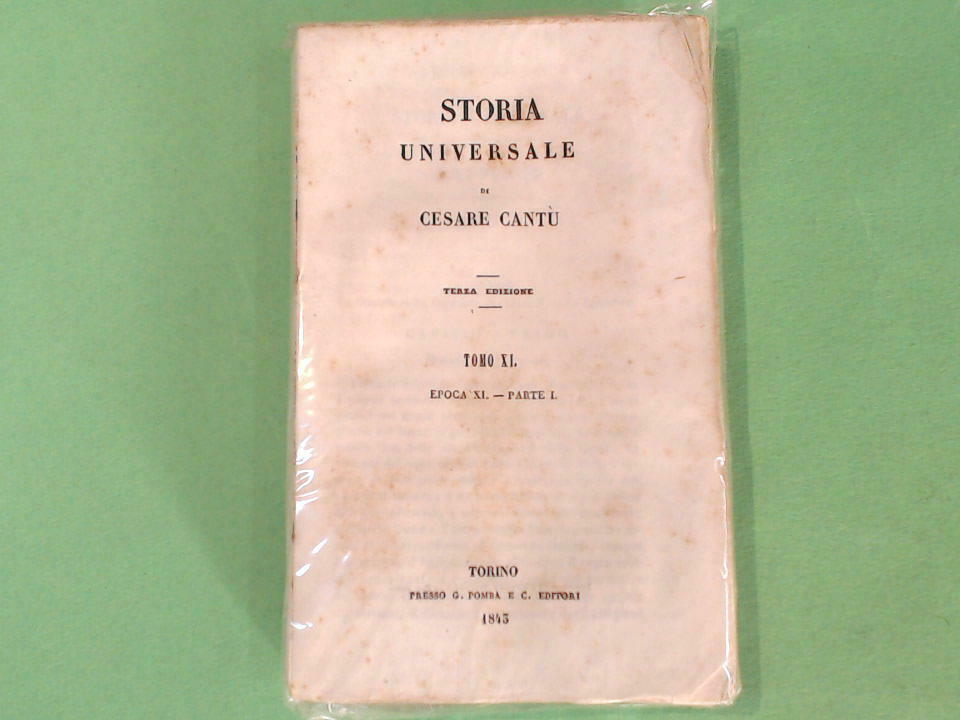 STORIA
UNIVERSALE
DI
CESARE CANTÙ
TERZA EDIZIONE
TOMO XI.
EPOCA XI. — PARTE I.
TORINO
PRESSO G. POMBA E C. EDITORI
1843